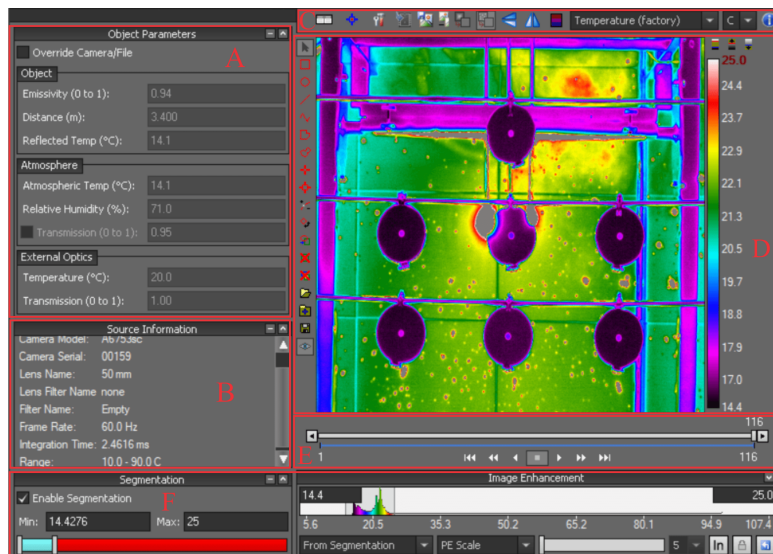 Object Parameters
Override Camera/File
A
Object
Emissivity (0 to 1): 0.94
Distance (m): 3.400
Reflected Temp (°C): 14.1
Atmosphere
Atmospheric Temp (°C): 14.1
Relative Humidity (%): 71.0
Transmission (0 to 1): 0.95
External Optics
Temperature (°C): 20.0
Transmission (0 to 1): 1.00
Source Information
Camera Model: A6753sc
Camera Serial: 00159
Lens Name: 50 mm
Lens Filter Name none
Filter Name: Empty
Frame Rate: 60.0 Hz
Integration Time: 2.4616 ms
Range: 10.0 - 90.0 C
B
Segmentation
Enable Segmentation
F
Min: 14.4276 Max: 25
C
Temperature (factory) C
25.0
24.4
23.7
22.9
22.1
21.3
20.5
19.7
18.7
17.8
17.0
14.4
D
116
1 116
E
Image Enhancement
14.4 25.0
5.6 20.5 35.3 50.2 65.2 80.1 94.9 107.4
From Segmentation PE Scale 5 In